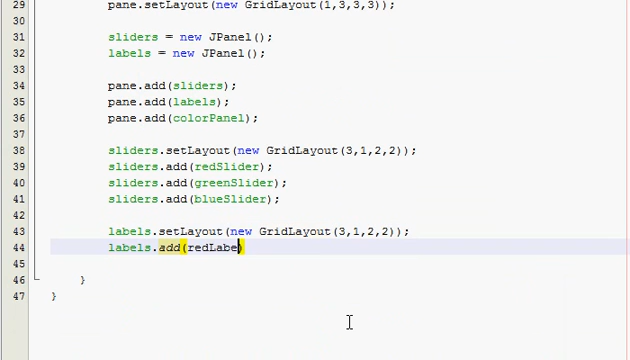 29 pane.setLayout(new GridLayout(1,3,3,3));
30
31 sliders = new JPanel();
32 labels = new JPanel();
33
34 pane.add(sliders);
35 pane.add(labels);
36 pane.add(colorPanel);
37
38 sliders.setLayout(new GridLayout(3,1,2,2));
39 sliders.add(redSlider);
40 sliders.add(greenSlider);
41 sliders.add(blueSlider);
42
43 labels.setLayout(new GridLayout(3,1,2,2));
44 labels.add(redLabe)
45
46 }
47 }